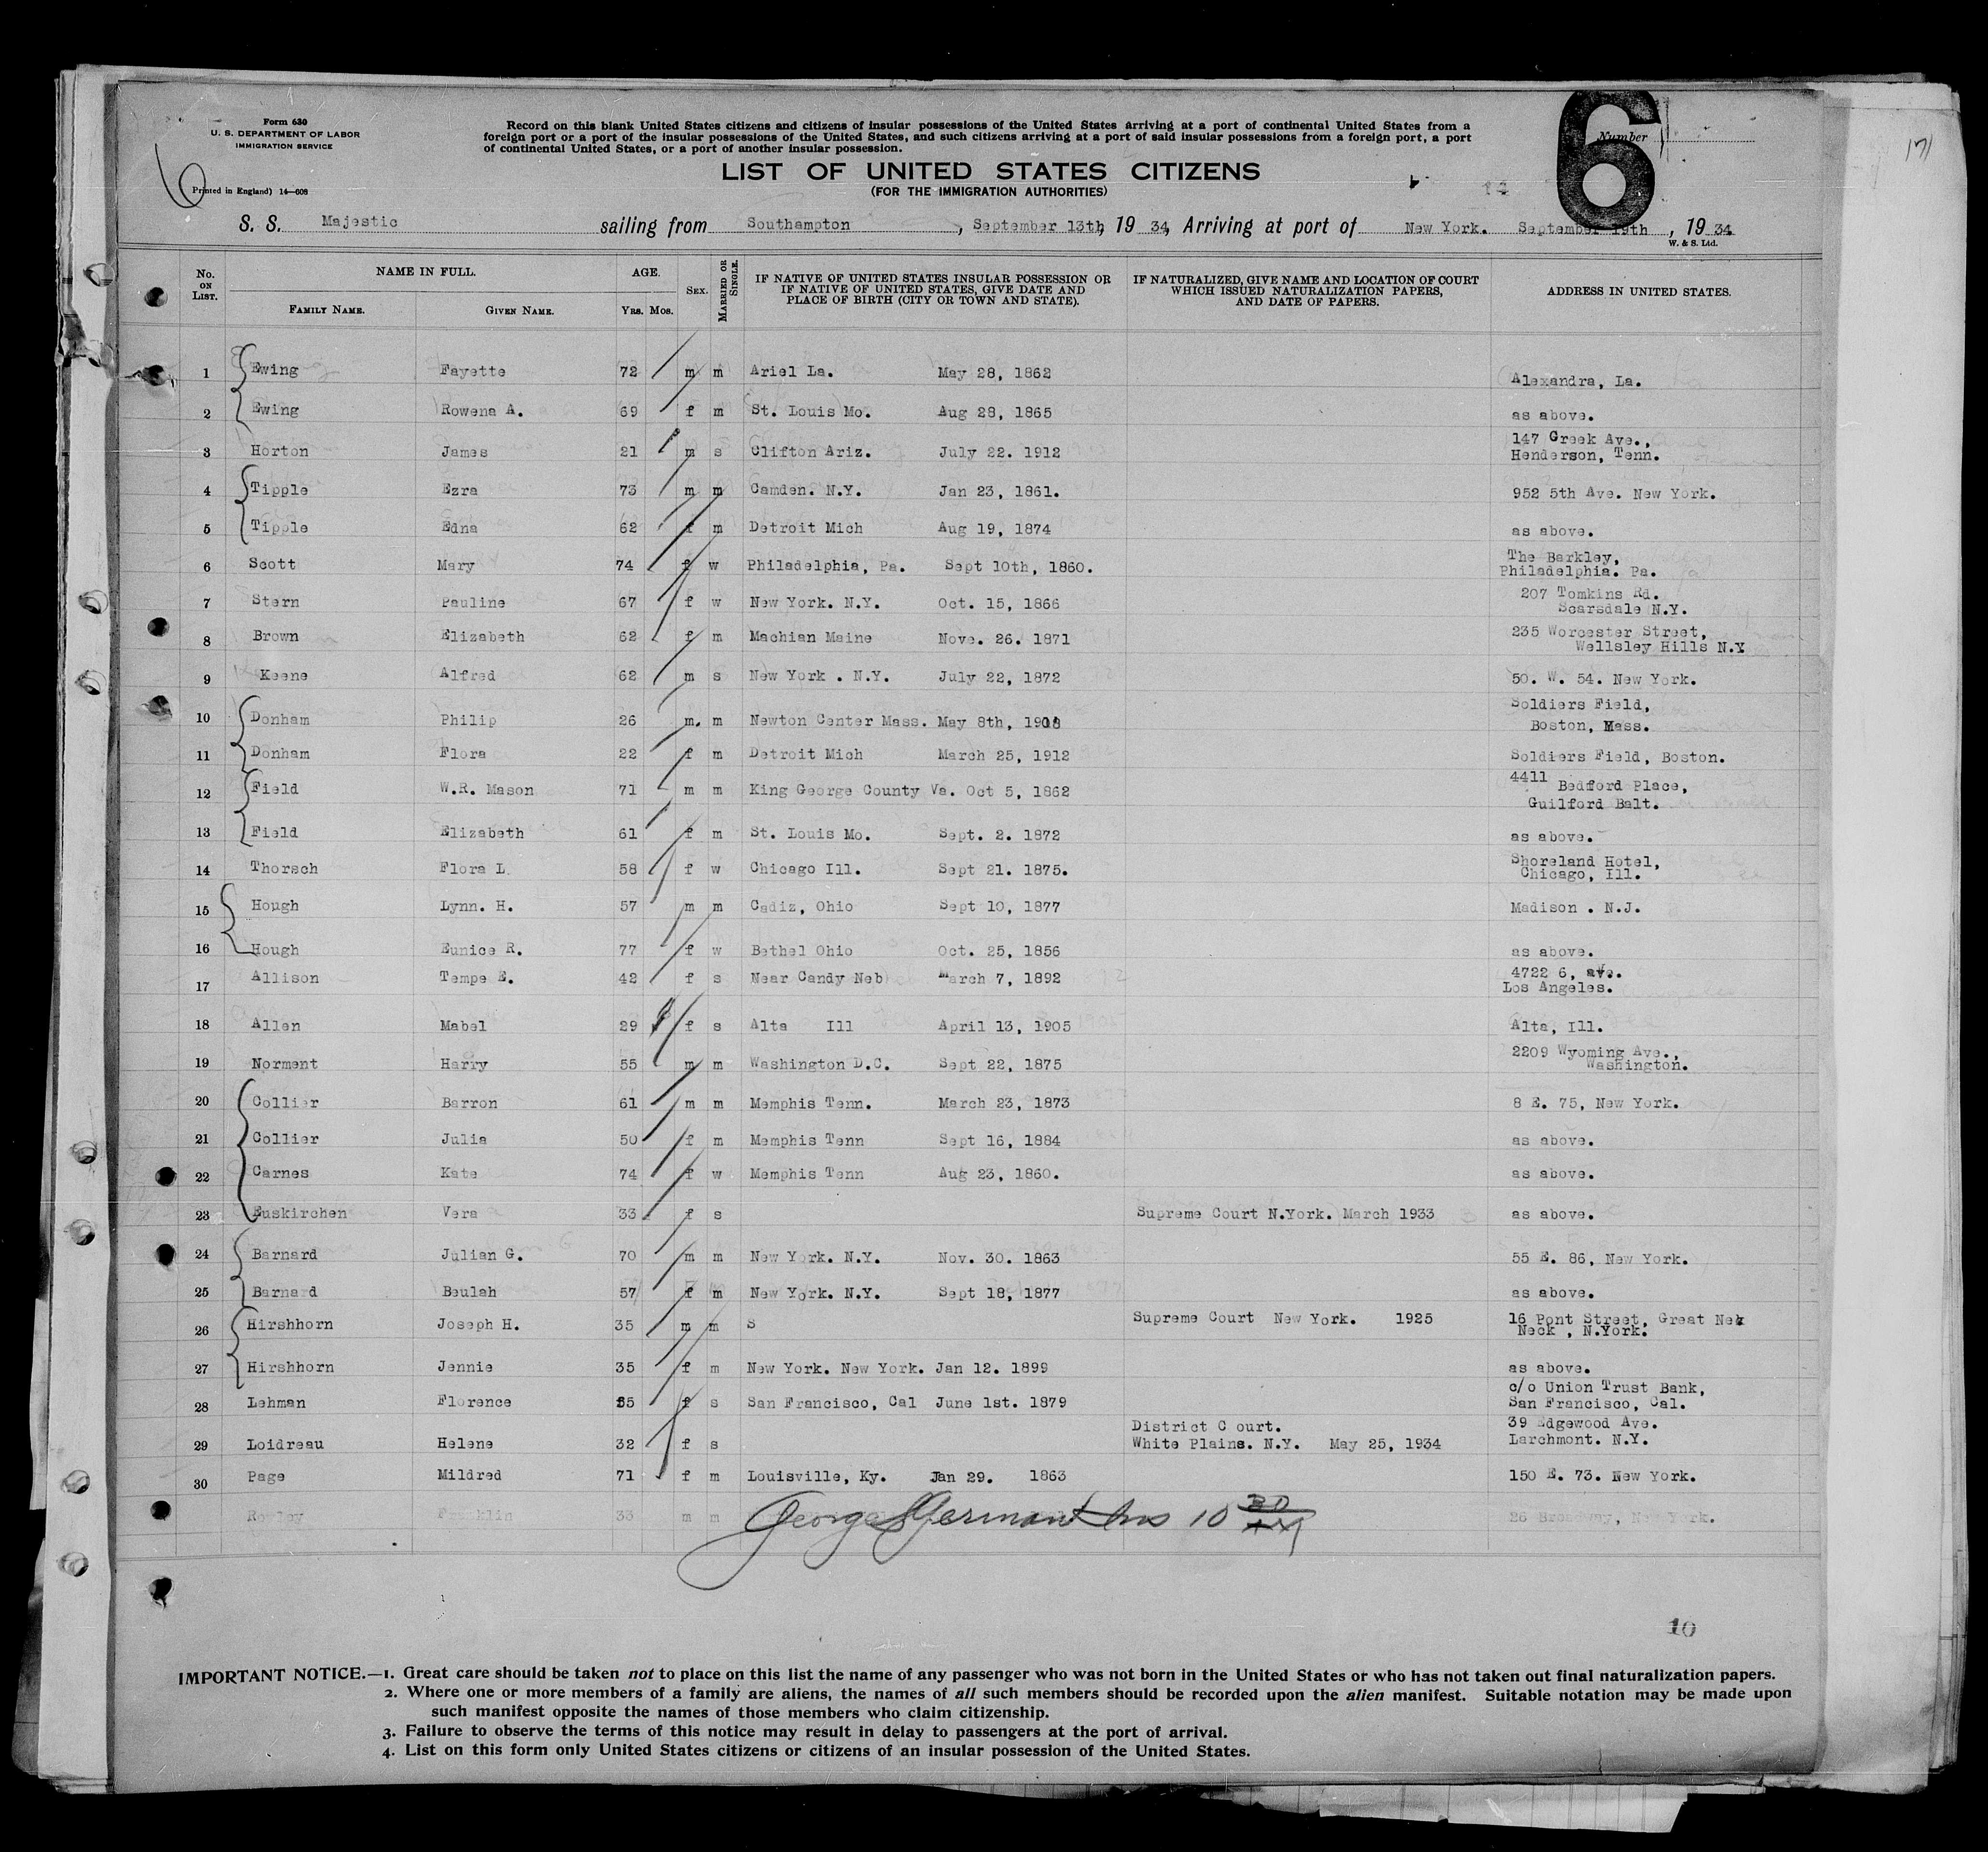 Form 630
U. S. DEPARTMENT OF LABOR
IMMIGRATION SERVICE
Printed in England) 14—608
6
Record on this blank United States citizens and citizens of insular possessions of the United States arriving at a port of continental United States from a
foreign port or a port of the insular possessions of the United States, and such citizens arriving at a port of said insular possessions from a foreign port, a port
of continental United States, or a port of another insular possession.
6
Number
LIST OF UNITED STATES CITIZENS
(FOR THE IMMIGRATION AUTHORITIES)
14
S. S. Majestic sailing from Southampton, September 13th, 19 34, Arriving at port of New York. September 19th, 19 34
W. & S. Ltd.
No. ON LIST. NAME IN FULL. FAMILY NAME. GIVEN NAME. AGE. YRS. MOS. SEX. MARRIED OR SINGLE. IF NATIVE OF UNITED STATES INSULAR POSSESSION OR IF NATIVE OF UNITED STATES, GIVE DATE AND PLACE OF BIRTH (CITY OR TOWN AND STATE). IF NATURALIZED, GIVE NAME AND LOCATION OF COURT WHICH ISSUED NATURALIZATION PAPERS, AND DATE OF PAPERS. ADDRESS IN UNITED STATES.
1 Ewing Fayette 72 m m Ariel La. May 28, 1862 Alexandra, La.
2 Ewing Rowena A. 69 f m St. Louis Mo. Aug 28, 1865 as above.
3 Horton James 21 m s Clifton Ariz. July 22. 1912 147 Greek Ave., Henderson, Tenn.
4 Tipple Ezra 73 m m Camden. N.Y. Jan 23, 1861. 952 5th Ave. New York.
5 Tipple Edna 62 f m Detroit Mich Aug 19, 1874 as above.
6 Scott Mary 74 f w Philadelphia, Pa. Sept 10th, 1860. The Barkley, Philadelphia. Pa.
7 Stern Pauline 67 f w New York. N.Y. Oct. 15, 1866 207 Tomkins Rd. Scarsdale N.Y.
8 Brown Elizabeth 62 f m Machian Maine Nove. 26. 1871 235 Worcester Street, Wellsley Hills N.Y
9 Keene Alfred 62 m s New York . N.Y. July 22, 1872 50. W. 54. New York.
10 Donham Philip 26 m. m Newton Center Mass. May 8th, 1908 Soldiers Field, Boston, Mass.
11 Donham Flora 22 f m Detroit Mich March 25, 1912 Soldiers Field, Boston.
12 Field W.R. Mason 71 m m King George County Va. Oct 5, 1862 4411 Bedford Place, Guilford Balt.
13 Field Elizabeth 61 f m St. Louis Mo. Sept. 2. 1872 as above.
14 Thorsch Flora L 58 f w Chicago Ill. Sept 21. 1875. Shoreland Hotel, Chicago, Ill.
15 Hough Lynn. H. 57 m m Cadiz, Ohio Sept 10, 1877 Madison . N.J.
16 Hough Eunice R. 77 f w Bethel Ohio Oct. 25, 1856 as above.
17 Allison Tempe E. 42 f s Near Candy Neb March 7, 1892 4722 6, ave. Los Angeles.
18 Allen Mabel 29 f s Alta Ill April 13, 1905 Alta, Ill.
19 Norment Harry 55 m m Washington D.C. Sept 22, 1875 2209 Wyoming Ave., Washington.
20 Collier Barron 61 m m Memphis Tenn. March 23, 1873 8 E. 75, New York.
21 Collier Julia 50 f m Memphis Tenn Sept 16, 1884 as above.
22 Carnes Kate 74 f w Memphis Tenn Aug 23, 1860. as above.
23 Euskirchen Vera 33 f s Supreme Court N.York. March 1933 as above.
24 Barnard Julian G. 70 m m New York. N.Y. Nov. 30. 1863 55 E. 86, New York.
25 Barnard Beulah 57 f m New York. N.Y. Sept 18, 1877 as above.
26 Hirshhorn Joseph H. 35 m m S Supreme Court New York. 1925 16 Pont Street, Great Nek Neck , N.York.
27 Hirshhorn Jennie 35 f m New York. New York. Jan 12. 1899 as above.
28 Lehman Florence 55 f s San Francisco, Cal June 1st. 1879 c/o Union Trust Bank, San Francisco, Cal.
29 Loidreau Helene 32 f s District C ourt. White Plains. N.Y. May 25, 1934 39 Edgewood Ave. Larchmont. N.Y.
30 Page Mildred 71 f m Louisville, Ky. Jan 29. 1863 150 E. 73. New York.
Rowley Franklin 33 m m George 10 30 26 Broadway, New York.
10
IMPORTANT NOTICE.—1. Great care should be taken not to place on this list the name of any passenger who was not born in the United States or who has not taken out final naturalization papers.
2. Where one or more members of a family are aliens, the names of all such members should be recorded upon the alien manifest. Suitable notation may be made upon
such manifest opposite the names of those members who claim citizenship.
3. Failure to observe the terms of this notice may result in delay to passengers at the port of arrival.
4. List on this form only United States citizens or citizens of an insular possession of the United States.